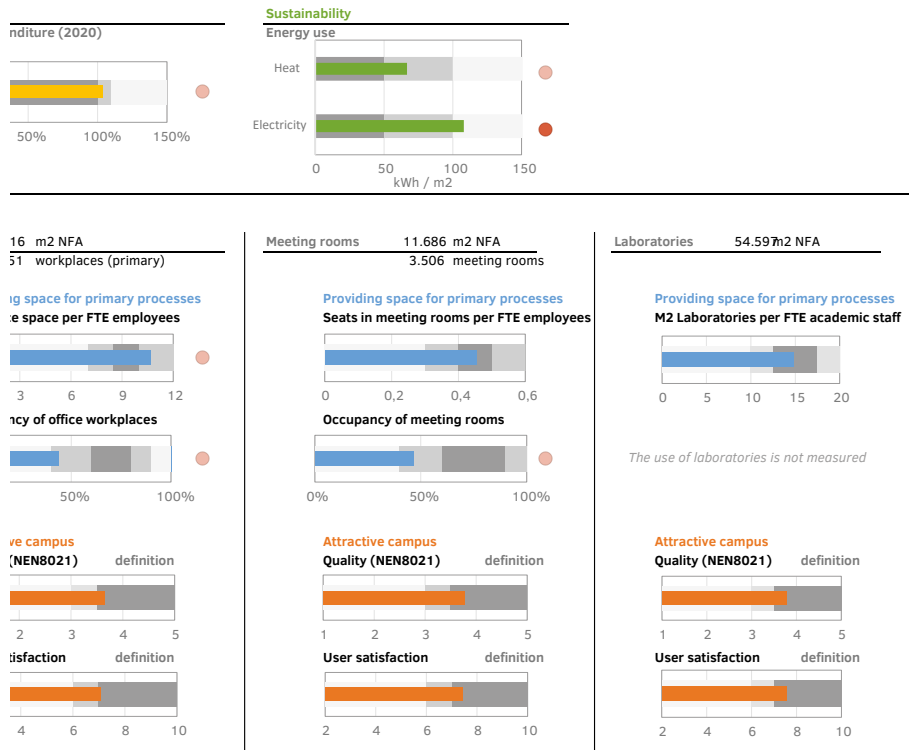 Sustainability
nditure (2020)
Energy use
Heat
Electricity
50% 100% 150%
0 50 100 150
kWh / m2
16 m2 NFA
51 workplaces (primary)
ng space for primary processes
e space per FTE employees
3 6 9 12
ncy of office workplaces
50% 100%
ve campus
(NEN8021) definition
2 3 4 5
tisfaction definition
4 6 8 10
Meeting rooms 11.686 m2 NFA
3.506 meeting rooms
Providing space for primary processes
Seats in meeting rooms per FTE employees
0 0,2 0,4 0,6
Occupancy of meeting rooms
0% 50% 100%
Attractive campus
Quality (NEN8021) definition
1 2 3 4 5
User satisfaction definition
2 4 6 8 10
Laboratories 54.597 m2 NFA
Providing space for primary processes
M2 Laboratories per FTE academic staff
0 5 10 15 20
The use of laboratories is not measured
Attractive campus
Quality (NEN8021) definition
1 2 3 4 5
User satisfaction definition
2 4 6 8 10